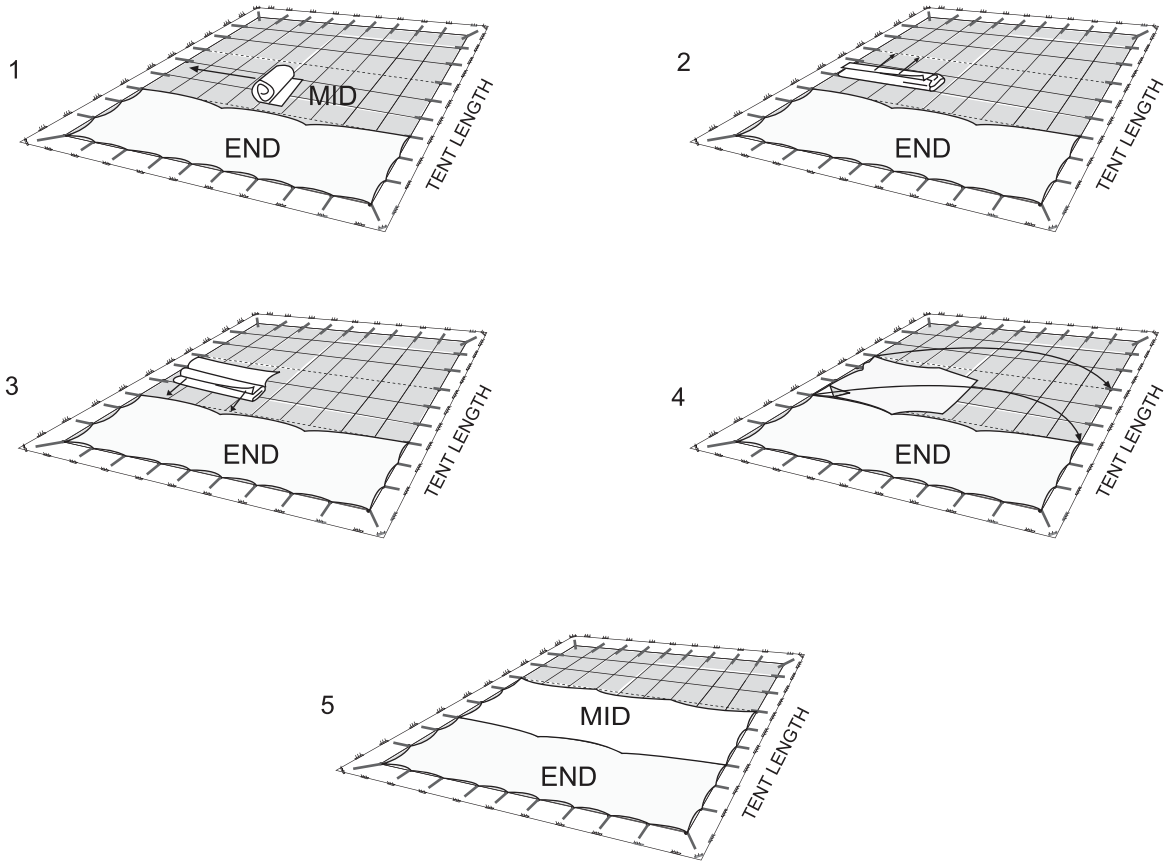 1
MID
END
TENT LENGTH
2
END
TENT LENGTH
3
END
TENT LENGTH
4
END
TENT LENGTH
5
MID
END
TENT LENGTH